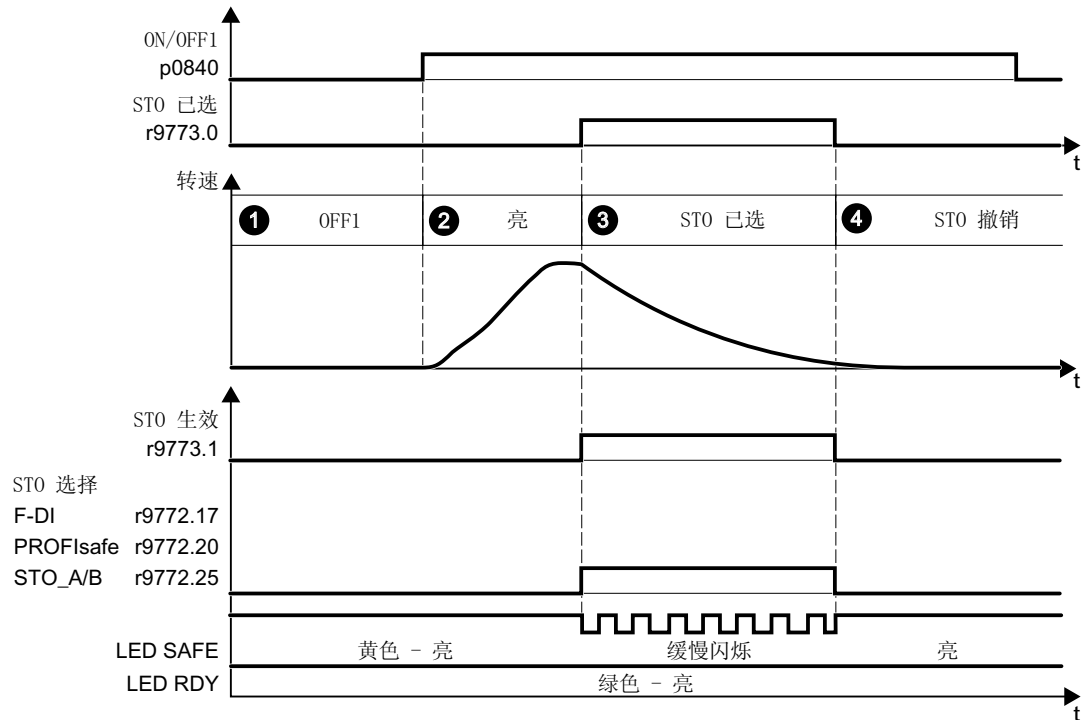 ON/OFF1
p0840
STO 已选
r9773.0
t
转速
1 OFF1 2 亮 3 STO 已选 4 STO 撤销
t
STO 生效
r9773.1
STO 选择
F-DI r9772.17
PROFIsafe r9772.20
STO_A/B r9772.25
LED SAFE 黄色 - 亮 缓慢闪烁 亮
LED RDY 绿色 - 亮
t